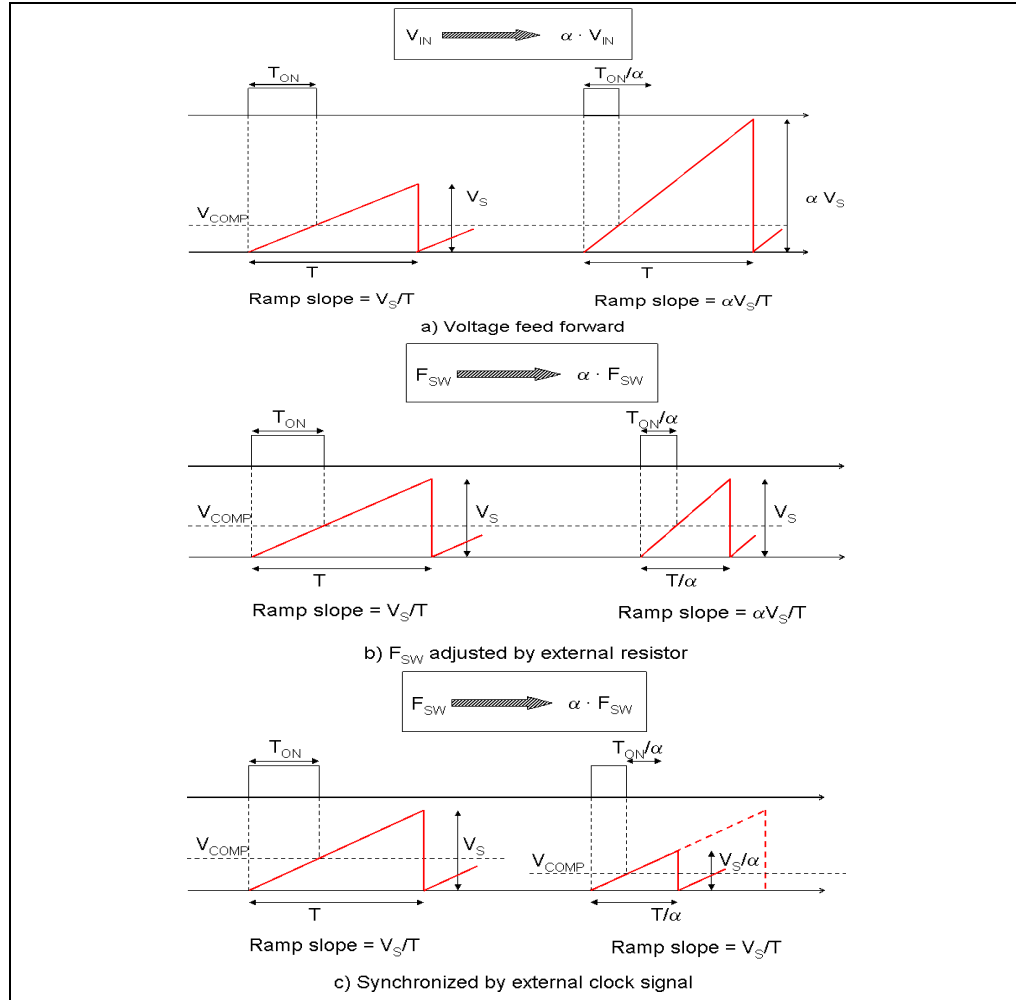 V_IN α · V_IN
T_ON T_ON/α
V_COMP V_S α V_S
T T
Ramp slope = V_S/T Ramp slope = αV_S/T
a) Voltage feed forward
F_SW α · F_SW
T_ON T_ON/α
V_COMP V_S V_S
T T/α
Ramp slope = V_S/T Ramp slope = αV_S/T
b) F_SW adjusted by external resistor
F_SW α · F_SW
T_ON T_ON/α
V_COMP V_S V_COMP V_S/α
T T/α
Ramp slope = V_S/T Ramp slope = V_S/T
c) Synchronized by external clock signal